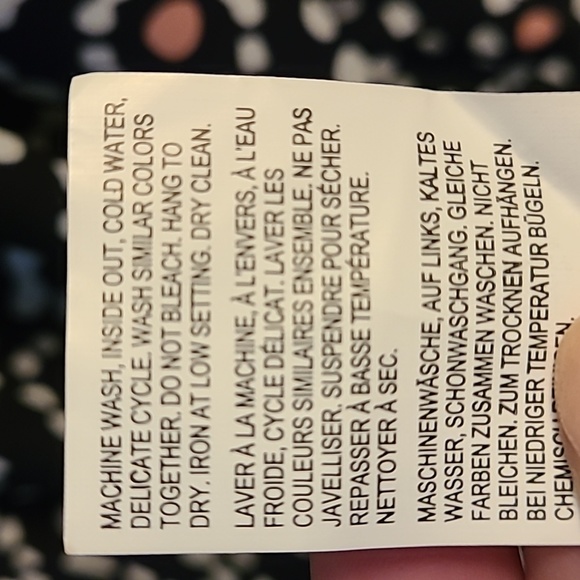 MACHINE WASH, INSIDE OUT, COLD WATER,
DELICATE CYCLE. WASH SIMILAR COLORS
TOGETHER. DO NOT BLEACH. HANG TO
DRY. IRON AT LOW SETTING. DRY CLEAN.
LAVER À LA MACHINE, À L'ENVERS, À L'EAU
FROIDE, CYCLE DÉLICAT. LAVER LES
COULEURS SIMILAIRES ENSEMBLE. NE PAS
JAVELLISER. SUSPENDRE POUR SÉCHER.
REPASSER À BASSE TEMPÉRATURE.
NETTOYER À SEC.
MASCHINENWÄSCHE, AUF LINKS, KALTES
WASSER, SCHONWASCHGANG. GLEICHE
FARBEN ZUSAMMEN WASCHEN. NICHT
BLEICHEN. ZUM TROCKNEN AUFHÄNGEN.
BEI NIEDRIGER TEMPERATUR BÜGELN.